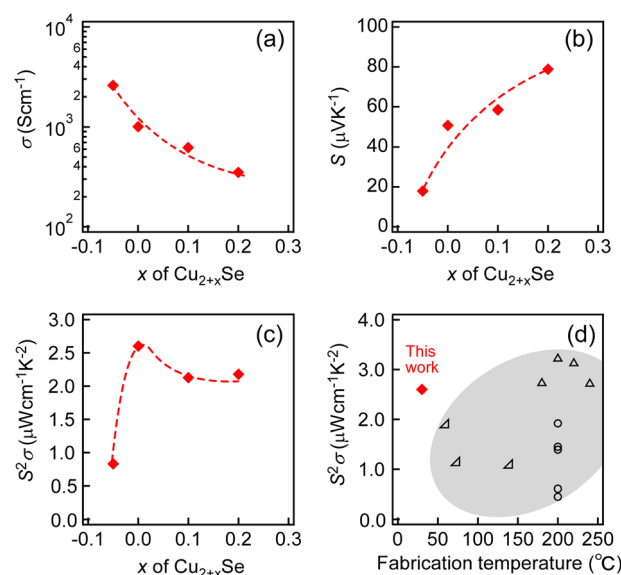 (a)
σ (Scm⁻¹)
10⁴
6
4
2
10³
6
4
2
10²
-0.1 0.0 0.1 0.2 0.3
x of Cu₂₊ₓSe
(b)
S (μVK⁻¹)
100
80
60
40
20
0
-0.1 0.0 0.1 0.2 0.3
x of Cu₂₊ₓSe
(c)
S²σ (μWcm⁻¹K⁻²)
3.0
2.5
2.0
1.5
1.0
0.5
0.0
-0.1 0.0 0.1 0.2 0.3
x of Cu₂₊ₓSe
(d)
This
work
S²σ (μWcm⁻¹K⁻²)
4.0
3.0
2.0
1.0
0.0
0 50 100 150 200 250
Fabrication temperature (°C)